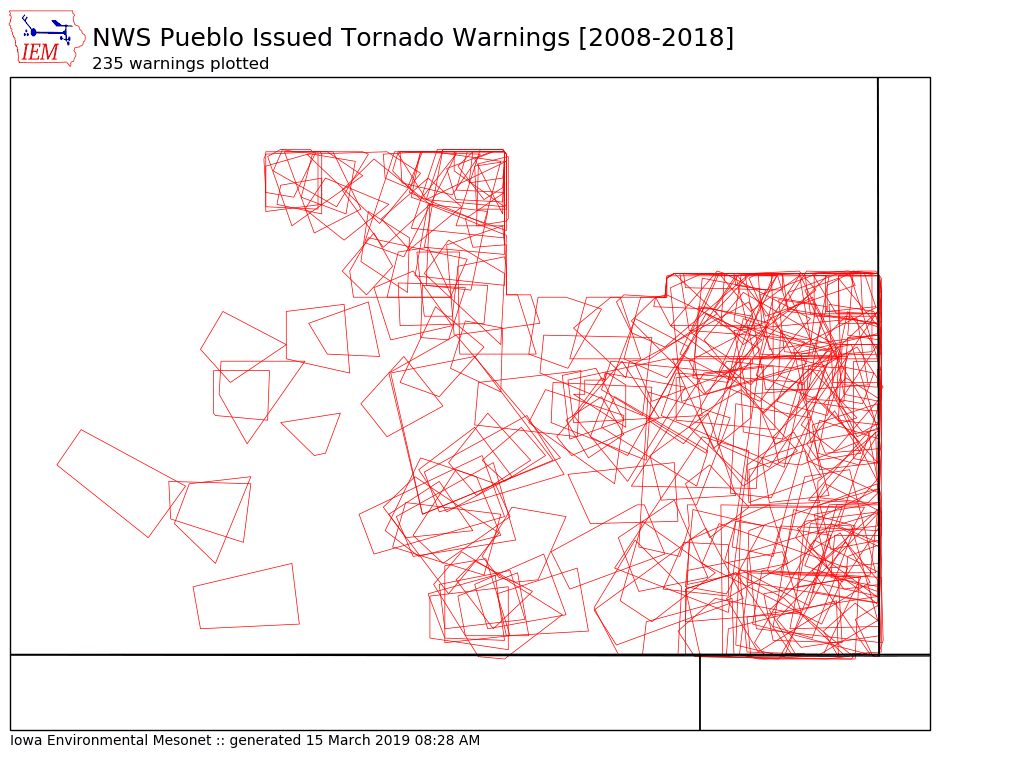 IEM
NWS Pueblo Issued Tornado Warnings [2008-2018]
235 warnings plotted
Iowa Environmental Mesonet :: generated 15 March 2019 08:28 AM